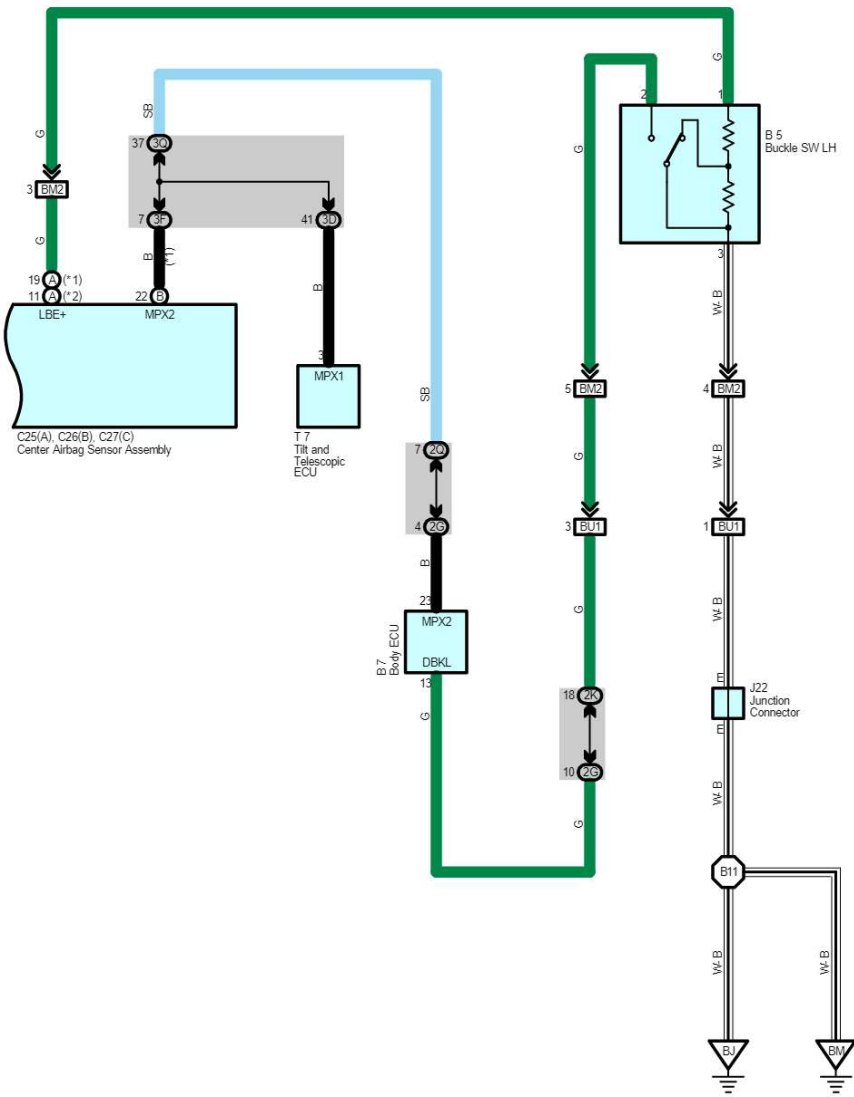 G
2
1
B 5
Buckle SW LH
SB
37 3Q
G
G
3 BM2
7 3F
41 3D
G
B
(*1)
B
3
W-B
19 A (*1)
11 A (*2)
22 B
LBE+
MPX2
3
MPX1
5 BM2
4 BM2
SB
C25(A), C26(B), C27(C)
Center Airbag Sensor Assembly
T 7
Tilt and
Telescopic
ECU
7 2Q
G
W-B
4 2G
3 BU1
1 BU1
B
23
MPX2
B 7
Body ECU
DBKL
13
G
W-B
G
18 2K
E
J22
Junction
Connector
E
10 2G
G
W-B
B11
W-B
W-B
BJ
BM